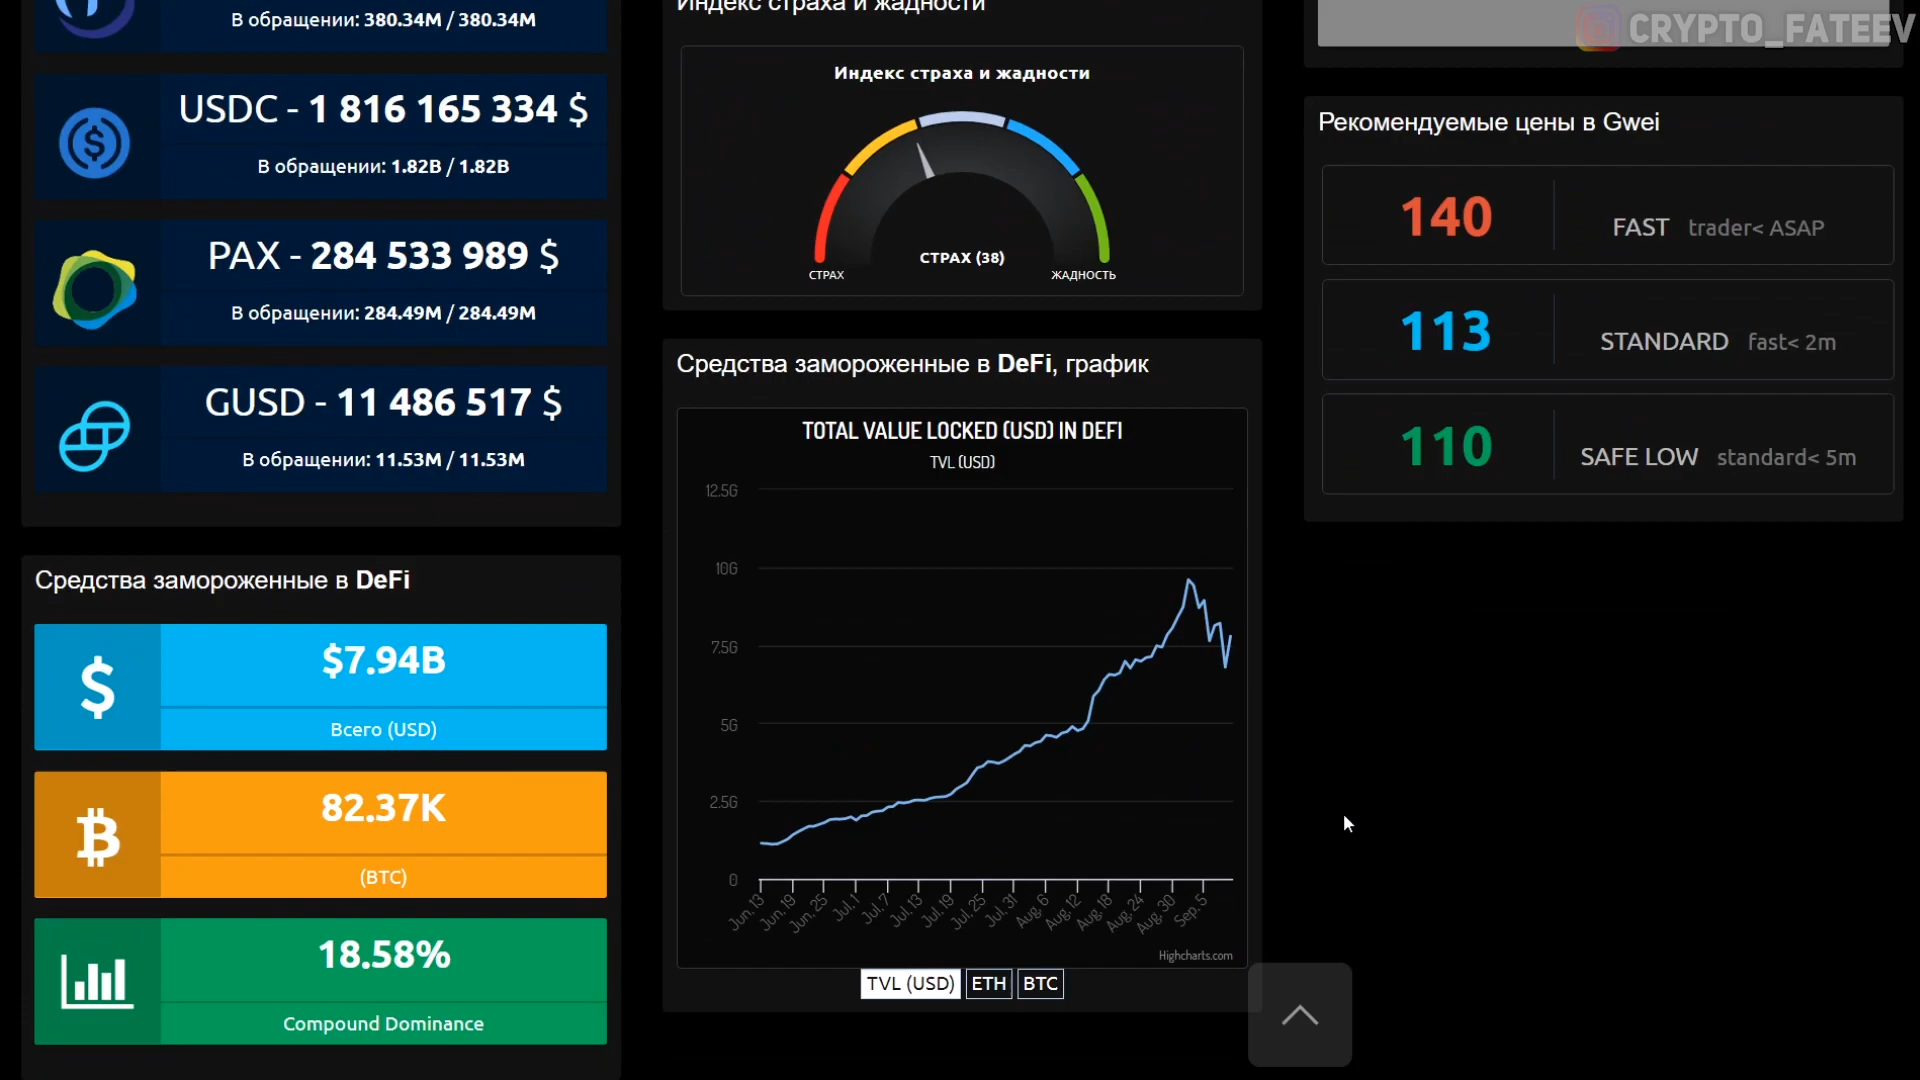 В обращении: 380.34M / 380.34M
USDC - 1 816 165 334 $
В обращении: 1.82B / 1.82B
PAX - 284 533 989 $
В обращении: 284.49M / 284.49M
GUSD - 11 486 517 $
В обращении: 11.53M / 11.53M
Средства замороженные в DeFi
$7.94B
Всего (USD)
82.37K
(BTC)
18.58%
Compound Dominance
Индекс страха и жадности
Индекс страха и жадности
СТРАХ (38)
СТРАХ
ЖАДНОСТЬ
Средства замороженные в DeFi, график
TOTAL VALUE LOCKED (USD) IN DEFI
TVL (USD)
12.5G
10G
7.5G
5G
2.5G
0
Jun, 13
Jun, 19
Jun, 25
Jul, 1
Jul, 7
Jul, 13
Jul, 19
Jul, 25
Jul, 31
Aug, 6
Aug, 12
Aug, 18
Aug, 24
Aug, 30
Sep, 5
Highcharts.com
TVL (USD) ETH BTC
CRYPTO_FATEEV
Рекомендуемые цены в Gwei
140 FAST trader< ASAP
113 STANDARD fast< 2m
110 SAFE LOW standard< 5m